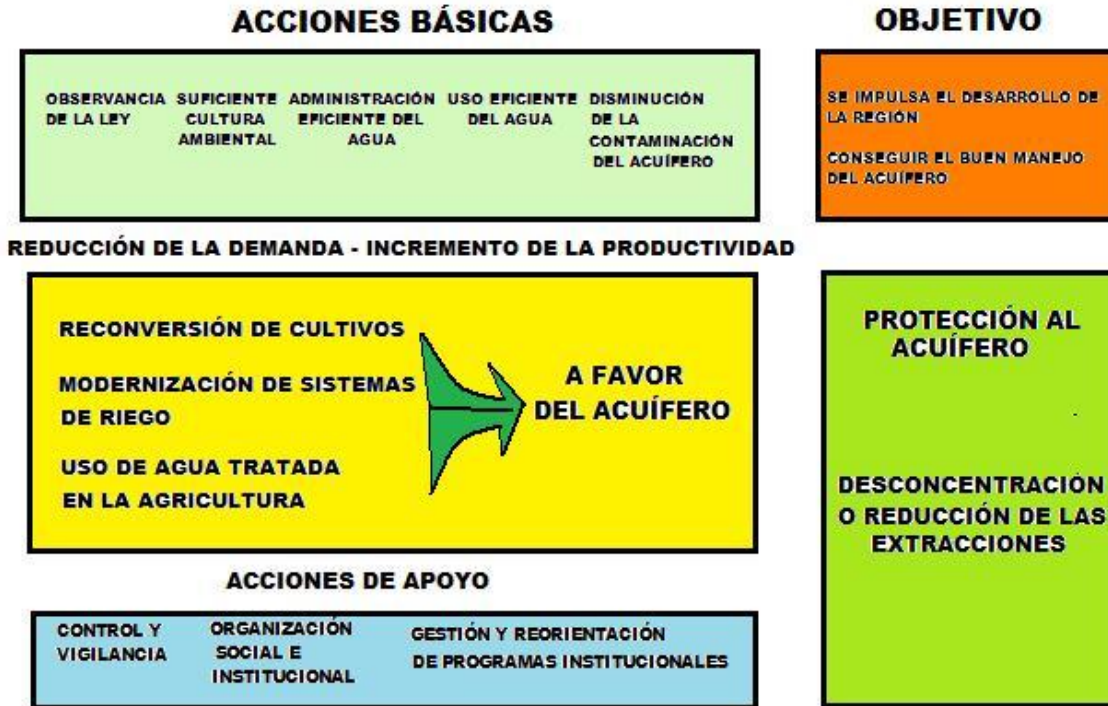 ACCIONES BÁSICAS
OBSERVANCIA
DE LA LEY
SUFICIENTE
CULTURA
AMBIENTAL
ADMINISTRACIÓN
EFICIENTE DEL
AGUA
USO EFICIENTE
DEL AGUA
DISMINUCIÓN
DE LA
CONTAMINACIÓN
DEL ACUÍFERO
OBJETIVO
SE IMPULSA EL DESARROLLO DE
LA REGIÓN
CONSEGUIR EL BUEN MANEJO
DEL ACUÍFERO
REDUCCIÓN DE LA DEMANDA - INCREMENTO DE LA PRODUCTIVIDAD
RECONVERSIÓN DE CULTIVOS
MODERNIZACIÓN DE SISTEMAS
DE RIEGO
USO DE AGUA TRATADA
EN LA AGRICULTURA
A FAVOR
DEL ACUÍFERO
PROTECCIÓN AL
ACUÍFERO
DESCONCENTRACIÓN
O REDUCCIÓN DE LAS
EXTRACCIONES
ACCIONES DE APOYO
CONTROL Y
VIGILANCIA
ORGANIZACIÓN
SOCIAL E
INSTITUCIONAL
GESTIÓN Y REORIENTACIÓN
DE PROGRAMAS INSTITUCIONALES